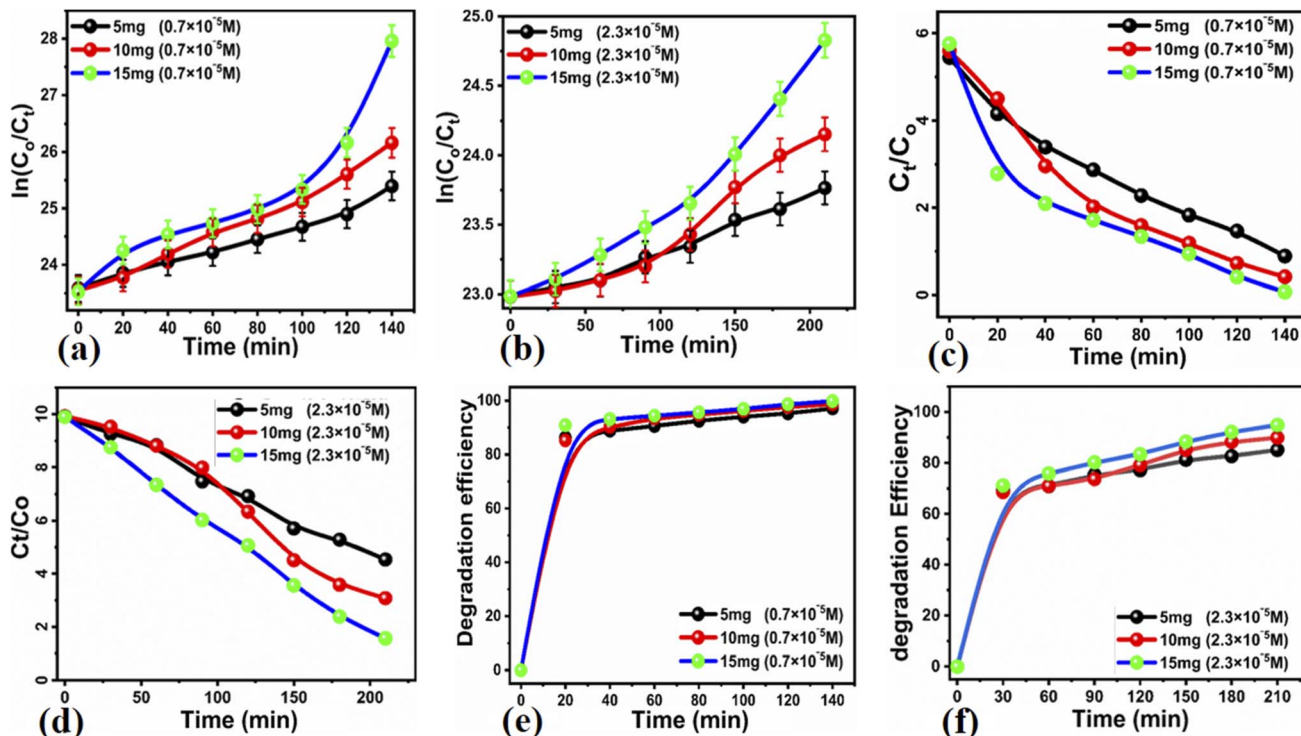 5mg (0.7×10⁻⁵M)
10mg (0.7×10⁻⁵M)
15mg (0.7×10⁻⁵M)
ln(Co/Ct)
28
27
26
25
24
0 20 40 60 80 100 120 140
Time (min)
(a)
5mg (2.3×10⁻⁵M)
10mg (2.3×10⁻⁵M)
15mg (2.3×10⁻⁵M)
ln(Co/Ct)
25.0
24.5
24.0
23.5
23.0
0 50 100 150 200
Time (min)
(b)
5mg (0.7×10⁻⁵M)
10mg (0.7×10⁻⁵M)
15mg (0.7×10⁻⁵M)
Ct/Co
6
4
2
0
0 20 40 60 80 100 120 140
Time (min)
(c)
5mg (2.3×10⁻⁵M)
10mg (2.3×10⁻⁵M)
15mg (2.3×10⁻⁵M)
Ct/Co
10
8
6
4
2
0
0 50 100 150 200
Time (min)
(d)
Degradation efficiency
100
80
60
40
20
0
5mg (0.7×10⁻⁵M)
10mg (0.7×10⁻⁵M)
15mg (0.7×10⁻⁵M)
0 20 40 60 80 100 120 140
Time (min)
(e)
degradation Efficiency
100
80
60
40
20
0
5mg (2.3×10⁻⁵M)
10mg (2.3×10⁻⁵M)
15mg (2.3×10⁻⁵M)
0 30 60 90 120 150 180 210
Time (min)
(f)